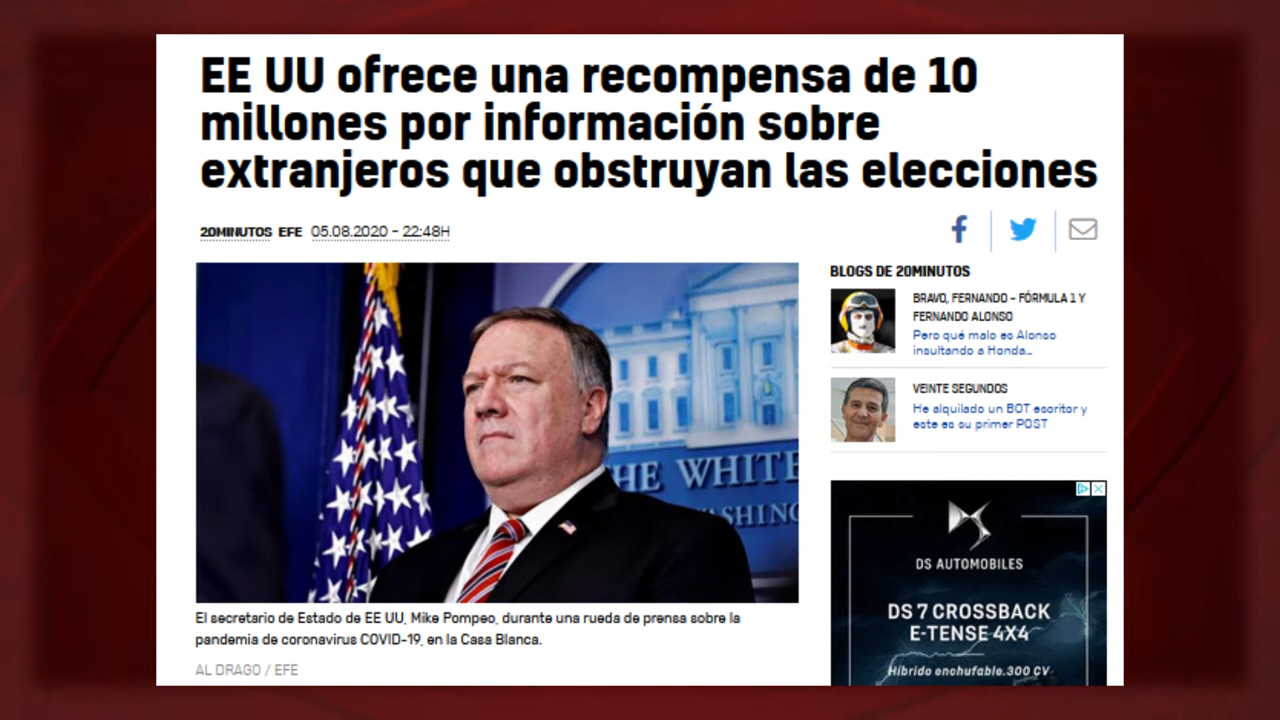 EE UU ofrece una recompensa de 10
millones por información sobre
extranjeros que obstruyan las elecciones
20MINUTOS EFE 05.08.2020 - 22:48H
BLOGS DE 20MINUTOS
BRAVO, FERNANDO - FÓRMULA 1 Y
FERNANDO ALONSO
Pero qué malo es Alonso
insultando a Honda...
VEINTE SEGUNDOS
He alquilado un BOT escritor y
este es su primer POST
THE WHITE
WASHING
El secretario de Estado de EE UU, Mike Pompeo, durante una rueda de prensa sobre la
pandemia de coronavirus COVID-19, en la Casa Blanca.
AL DRAGO / EFE
DS AUTOMOBILES
DS 7 CROSSBACK
E-TENSE 4X4
Híbrido enchufable.300 CV